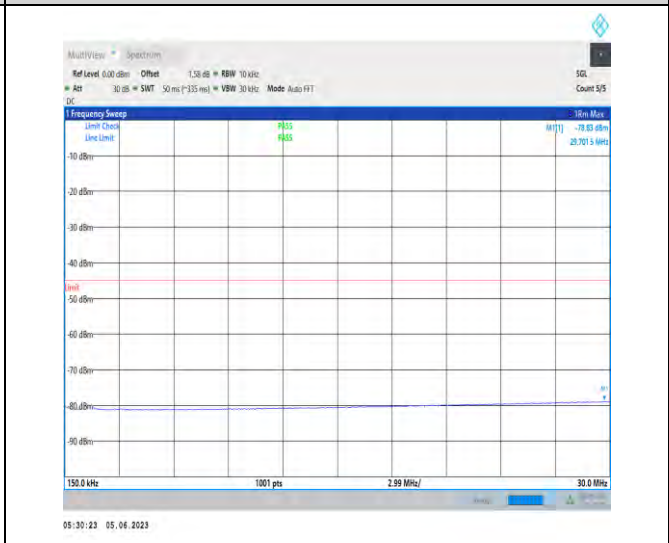 MultiView Spectrum
Ref Level 0.00 dBm Offset 1.58 dB RBW 10 kHz SGL
Att 30 dB SWT 50 ms (~335 ms) VBW 30 kHz Mode Auto FFT Count 5/5
DC
1 Frequency Sweep 1Rm Max
Limit Check PASS M1[1] -78.83 dBm
Line Limit PASS 29.701 5 MHz
-10 dBm
-20 dBm
-30 dBm
-40 dBm
Limit
-50 dBm
-60 dBm
-70 dBm
M1
-80 dBm
-90 dBm
150.0 kHz 1001 pts 2.99 MHz/ 30.0 MHz
05:30:23 05.06.2023